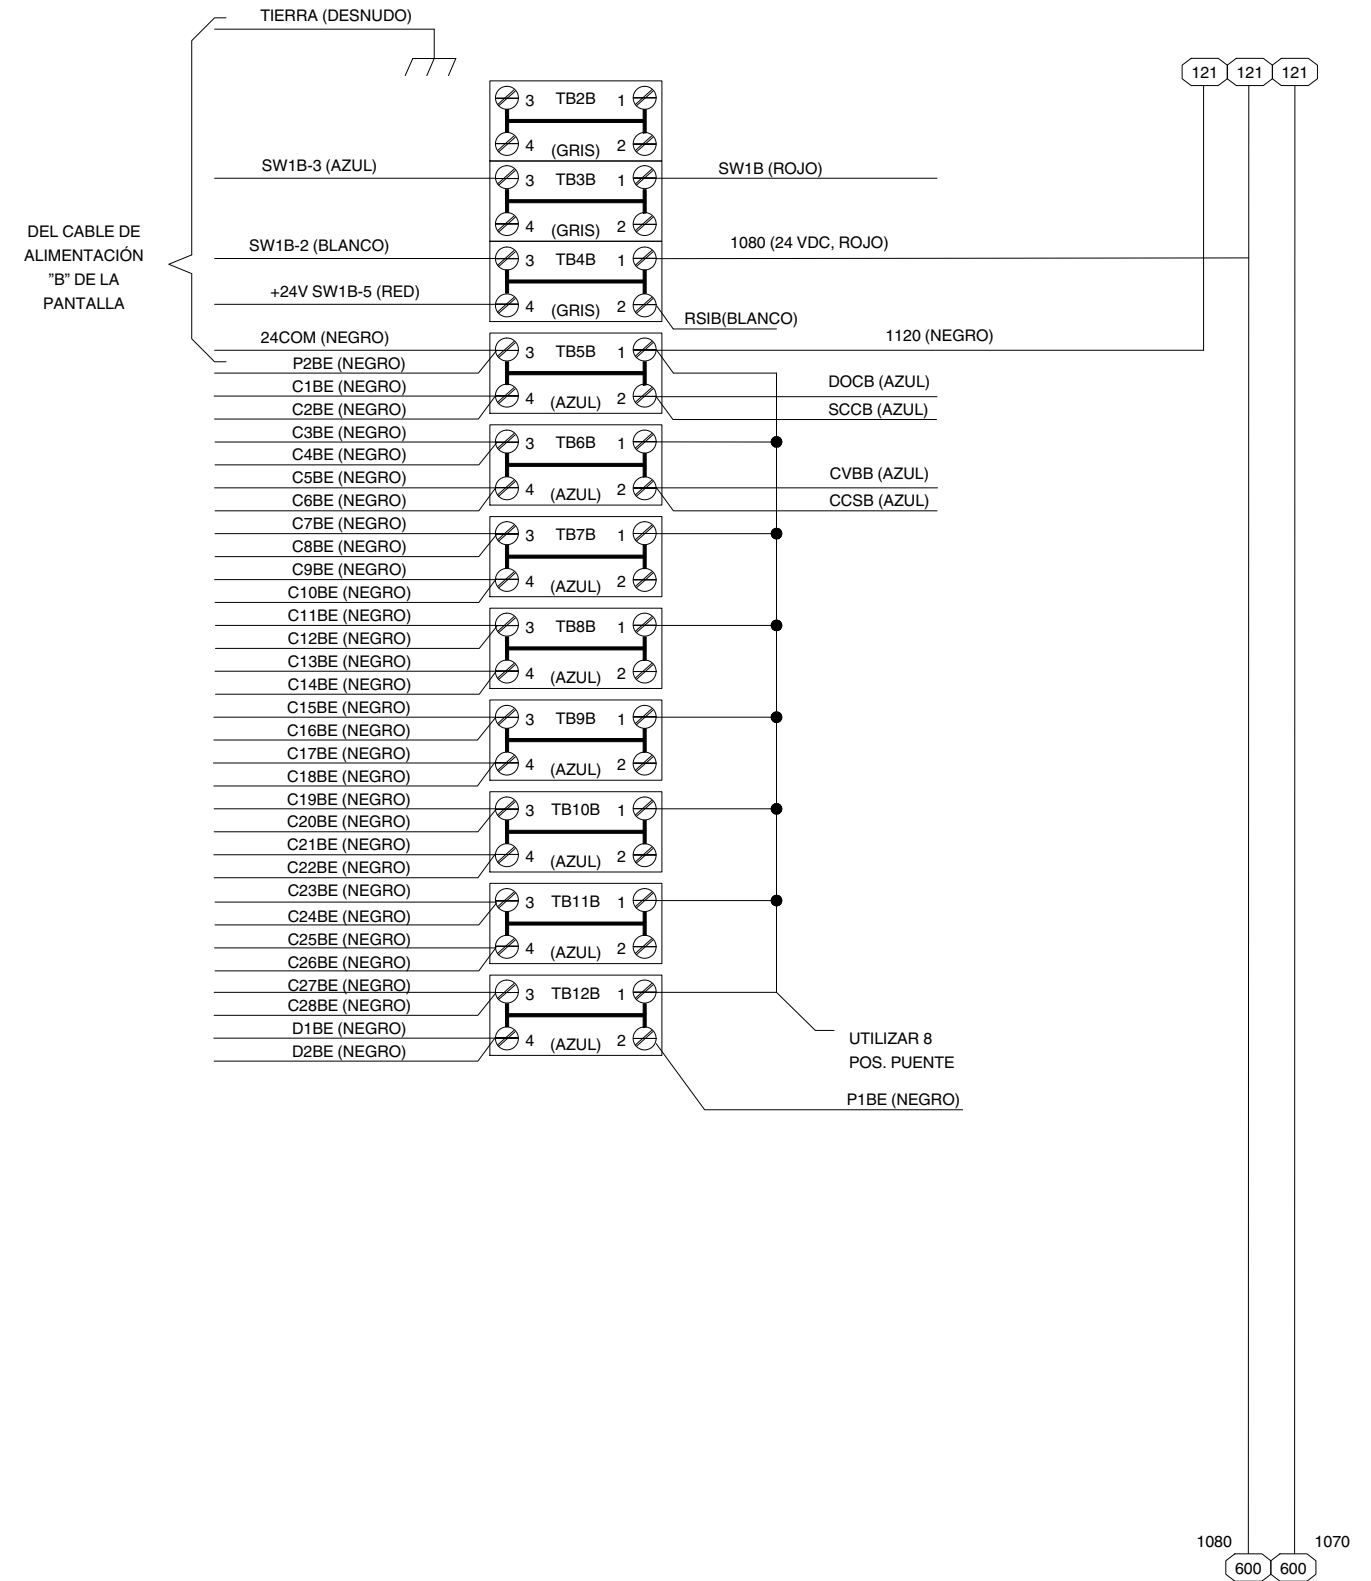 TIERRA (DESNUDO)
121 121 121
3 TB2B 1
4 (GRIS) 2
SW1B-3 (AZUL)
3 TB3B 1
SW1B (ROJO)
4 (GRIS) 2
DEL CABLE DE
ALIMENTACIÓN
"B" DE LA
PANTALLA
SW1B-2 (BLANCO)
3 TB4B 1
1080 (24 VDC, ROJO)
+24V SW1B-5 (RED)
4 (GRIS) 2
RSIB(BLANCO)
24COM (NEGRO)
3 TB5B 1
1120 (NEGRO)
P2BE (NEGRO)
C1BE (NEGRO)
4 (AZUL) 2
DOCB (AZUL)
C2BE (NEGRO)
SCCB (AZUL)
C3BE (NEGRO)
3 TB6B 1
C4BE (NEGRO)
C5BE (NEGRO)
4 (AZUL) 2
CVBB (AZUL)
C6BE (NEGRO)
CCSB (AZUL)
C7BE (NEGRO)
3 TB7B 1
C8BE (NEGRO)
C9BE (NEGRO)
4 (AZUL) 2
C10BE (NEGRO)
C11BE (NEGRO)
3 TB8B 1
C12BE (NEGRO)
C13BE (NEGRO)
4 (AZUL) 2
C14BE (NEGRO)
C15BE (NEGRO)
3 TB9B 1
C16BE (NEGRO)
C17BE (NEGRO)
4 (AZUL) 2
C18BE (NEGRO)
C19BE (NEGRO)
3 TB10B 1
C20BE (NEGRO)
C21BE (NEGRO)
4 (AZUL) 2
C22BE (NEGRO)
C23BE (NEGRO)
3 TB11B 1
C24BE (NEGRO)
C25BE (NEGRO)
4 (AZUL) 2
C26BE (NEGRO)
C27BE (NEGRO)
3 TB12B 1
C28BE (NEGRO)
D1BE (NEGRO)
4 (AZUL) 2
D2BE (NEGRO)
UTILIZAR 8
POS. PUENTE
P1BE (NEGRO)
1080 1070
600 600